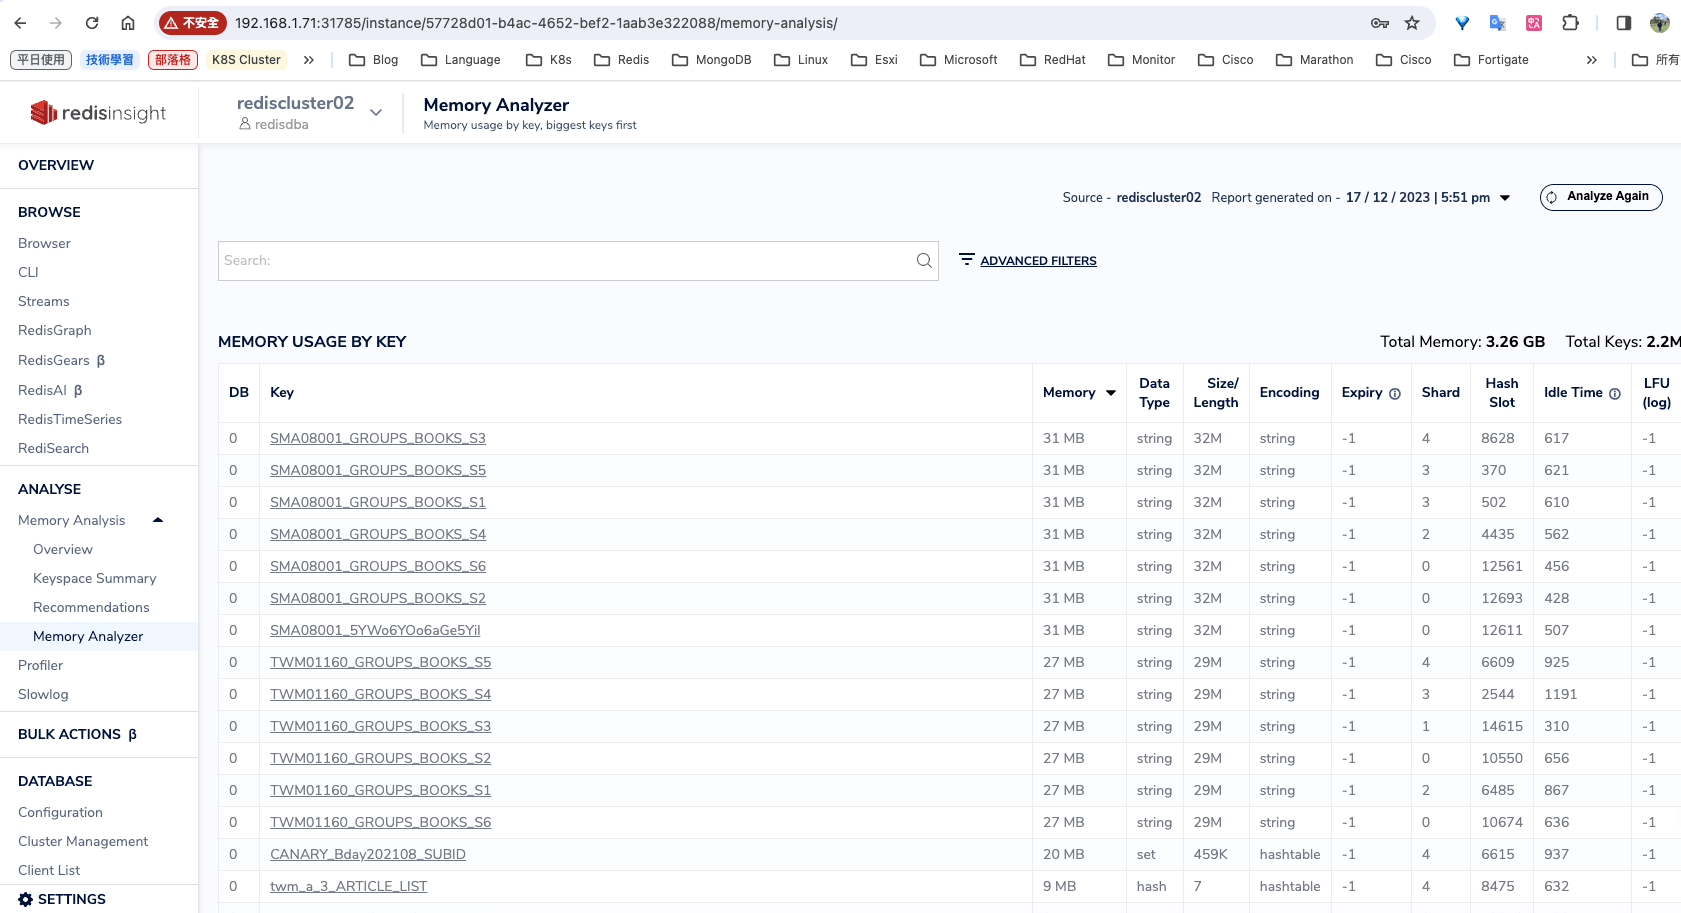 不安全 192.168.1.71:31785/instance/57728d01-b4ac-4652-bef2-1aab3e322088/memory-analysis/
平日使用 技術學習 部落格 K8S Cluster » Blog Language K8s Redis MongoDB Linux Esxi Microsoft RedHat Monitor Cisco Marathon Cisco Fortigate » 所有
redisinsight
rediscluster02
redisdba
Memory Analyzer
Memory usage by key, biggest keys first
OVERVIEW
BROWSE
Browser
CLI
Streams
RedisGraph
RedisGears β
RedisAI β
RedisTimeSeries
RediSearch
ANALYSE
Memory Analysis
Overview
Keyspace Summary
Recommendations
Memory Analyzer
Profiler
Slowlog
BULK ACTIONS β
DATABASE
Configuration
Cluster Management
Client List
SETTINGS
Source - rediscluster02 Report generated on - 17 / 12 / 2023 | 5:51 pm Analyze Again
Search: ADVANCED FILTERS
MEMORY USAGE BY KEY Total Memory: 3.26 GB Total Keys: 2.2M
DB Key Memory Data Type Size/ Length Encoding Expiry Shard Hash Slot Idle Time LFU (log)
0 SMA08001_GROUPS_BOOKS_S3 31 MB string 32M string -1 4 8628 617 -1
0 SMA08001_GROUPS_BOOKS_S5 31 MB string 32M string -1 3 370 621 -1
0 SMA08001_GROUPS_BOOKS_S1 31 MB string 32M string -1 3 502 610 -1
0 SMA08001_GROUPS_BOOKS_S4 31 MB string 32M string -1 2 4435 562 -1
0 SMA08001_GROUPS_BOOKS_S6 31 MB string 32M string -1 0 12561 456 -1
0 SMA08001_GROUPS_BOOKS_S2 31 MB string 32M string -1 0 12693 428 -1
0 SMA08001_5YWo6YOo6aGe5Yil 31 MB string 32M string -1 0 12611 507 -1
0 TWM01160_GROUPS_BOOKS_S5 27 MB string 29M string -1 4 6609 925 -1
0 TWM01160_GROUPS_BOOKS_S4 27 MB string 29M string -1 3 2544 1191 -1
0 TWM01160_GROUPS_BOOKS_S3 27 MB string 29M string -1 1 14615 310 -1
0 TWM01160_GROUPS_BOOKS_S2 27 MB string 29M string -1 0 10550 656 -1
0 TWM01160_GROUPS_BOOKS_S1 27 MB string 29M string -1 2 6485 867 -1
0 TWM01160_GROUPS_BOOKS_S6 27 MB string 29M string -1 0 10674 636 -1
0 CANARY_Bday202108_SUBID 20 MB set 459K hashtable -1 4 6615 937 -1
0 twm_a_3_ARTICLE_LIST 9 MB hash 7 hashtable -1 4 8475 632 -1